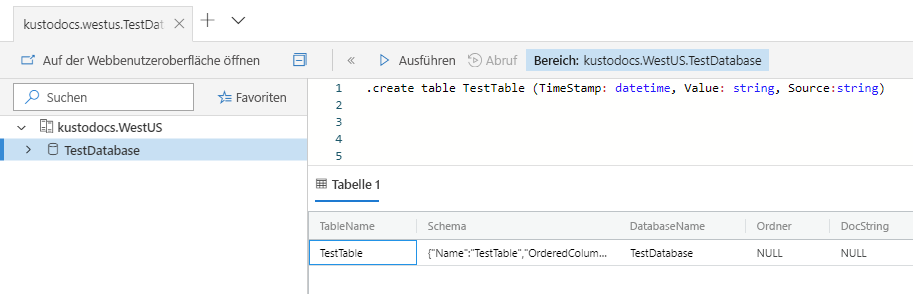 kustodocs.westus.TestDat
Auf der Webbenutzeroberfläche öffnen
Ausführen
Abruf
Bereich: kustodocs.WestUS.TestDatabase
Suchen
Favoriten
kustodocs.WestUS
TestDatabase
1 .create table TestTable (TimeStamp: datetime, Value: string, Source:string)
2
3
4
5
Tabelle 1
TableName Schema DatabaseName Ordner DocString
TestTable {"Name":"TestTable","OrderedColum... TestDatabase NULL NULL